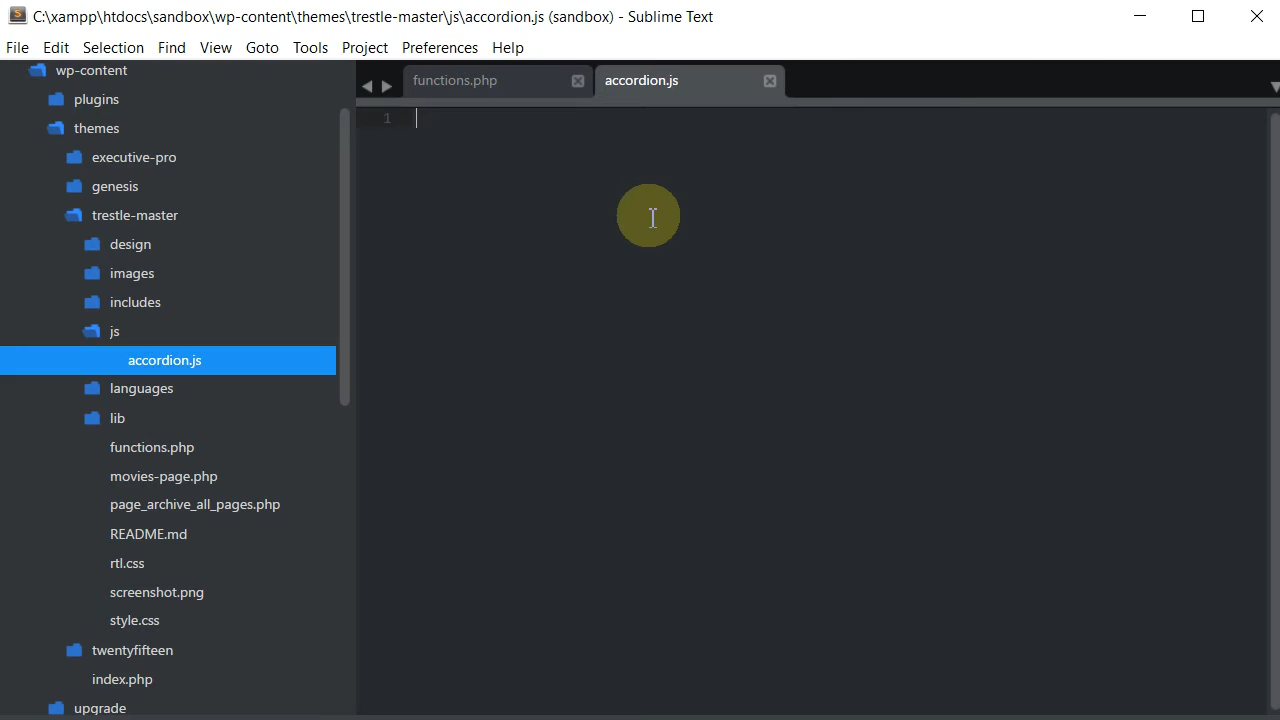 C:\xampp\htdocs\sandbox\wp-content\themes\trestle-master\js\accordion.js (sandbox) - Sublime Text
File Edit Selection Find View Goto Tools Project Preferences Help
wp-content
plugins
themes
executive-pro
genesis
trestle-master
design
images
includes
js
accordion.js
languages
lib
functions.php
movies-page.php
page_archive_all_pages.php
README.md
rtl.css
screenshot.png
style.css
twentyfifteen
index.php
upgrade
functions.php
accordion.js
1